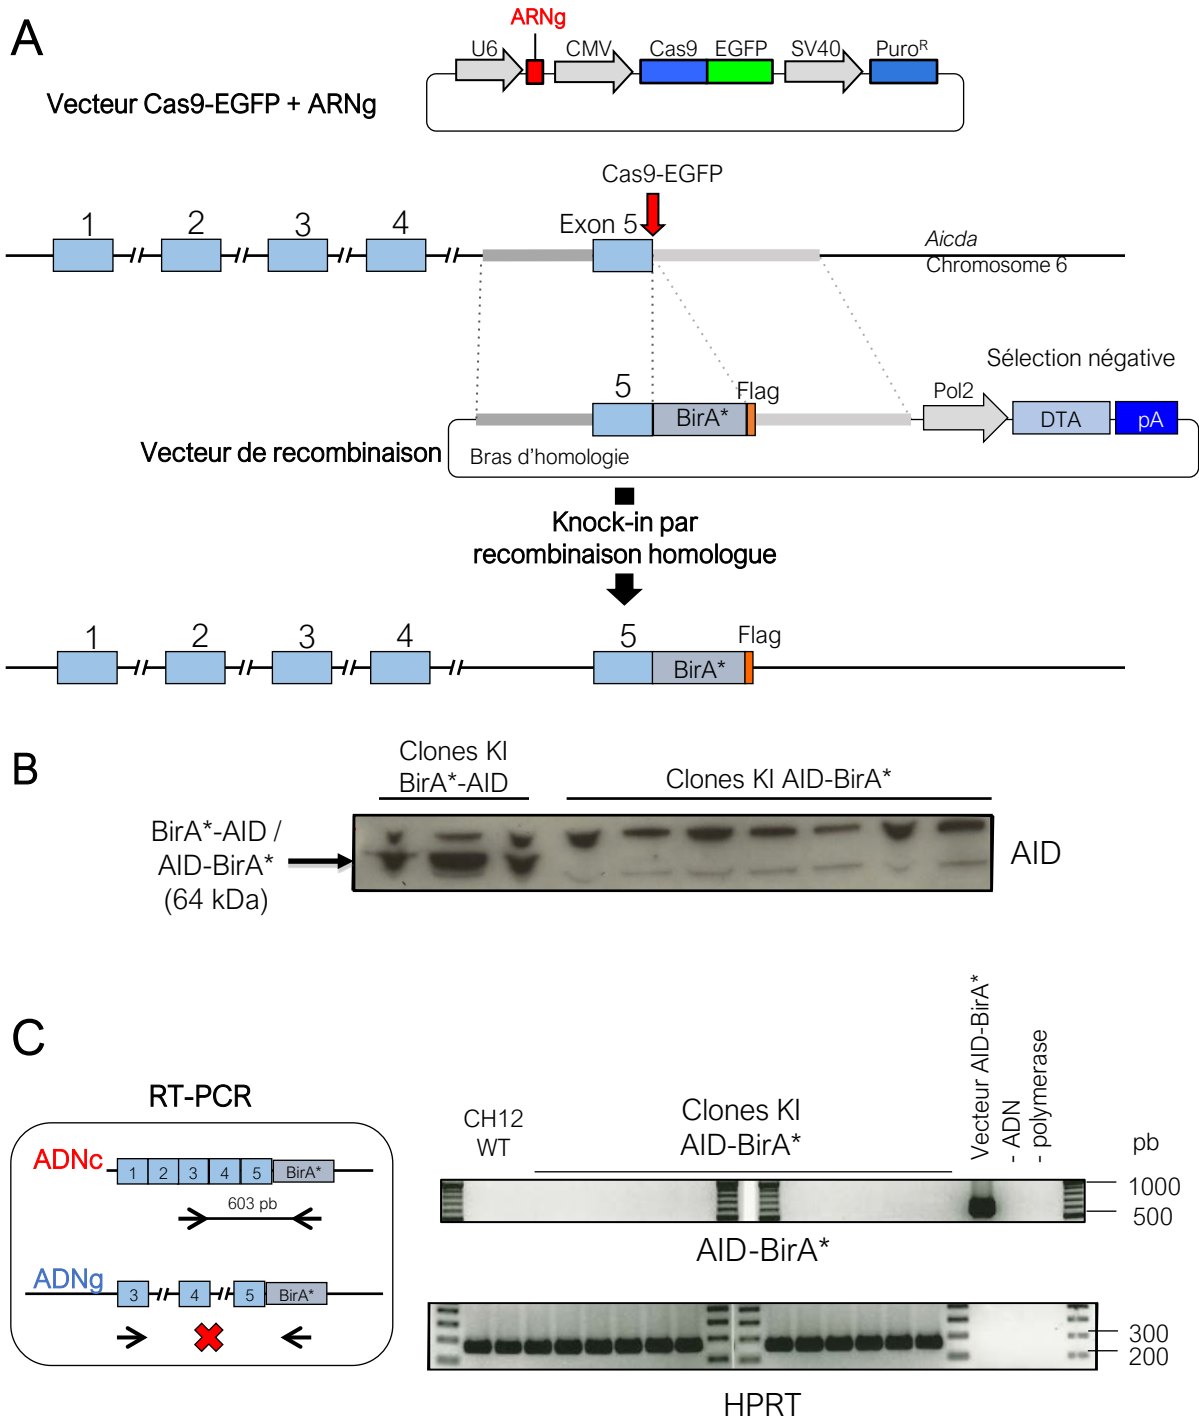 A
ARNg
U6
CMV
Cas9
EGFP
SV40
Puroᴿ
Vecteur Cas9-EGFP + ARNg
Cas9-EGFP
1
2
3
4
Exon 5
Aicda
Chromosome 6
Sélection négative
5
Flag
Pol2
BirA*
DTA
pA
Vecteur de recombinaison
Bras d'homologie
Knock-in par
recombinaison homologue
1
2
3
4
5
Flag
BirA*
B
Clones KI
BirA*-AID
Clones KI AID-BirA*
BirA*-AID /
AID-BirA*
(64 kDa)
AID
C
RT-PCR
ADNc
1
2
3
4
5
BirA*
603 pb
ADNg
3
4
5
BirA*
CH12
WT
Clones KI
AID-BirA*
Vecteur AID-BirA*
- ADN
- polymerase
pb
1000
500
AID-BirA*
300
200
HPRT